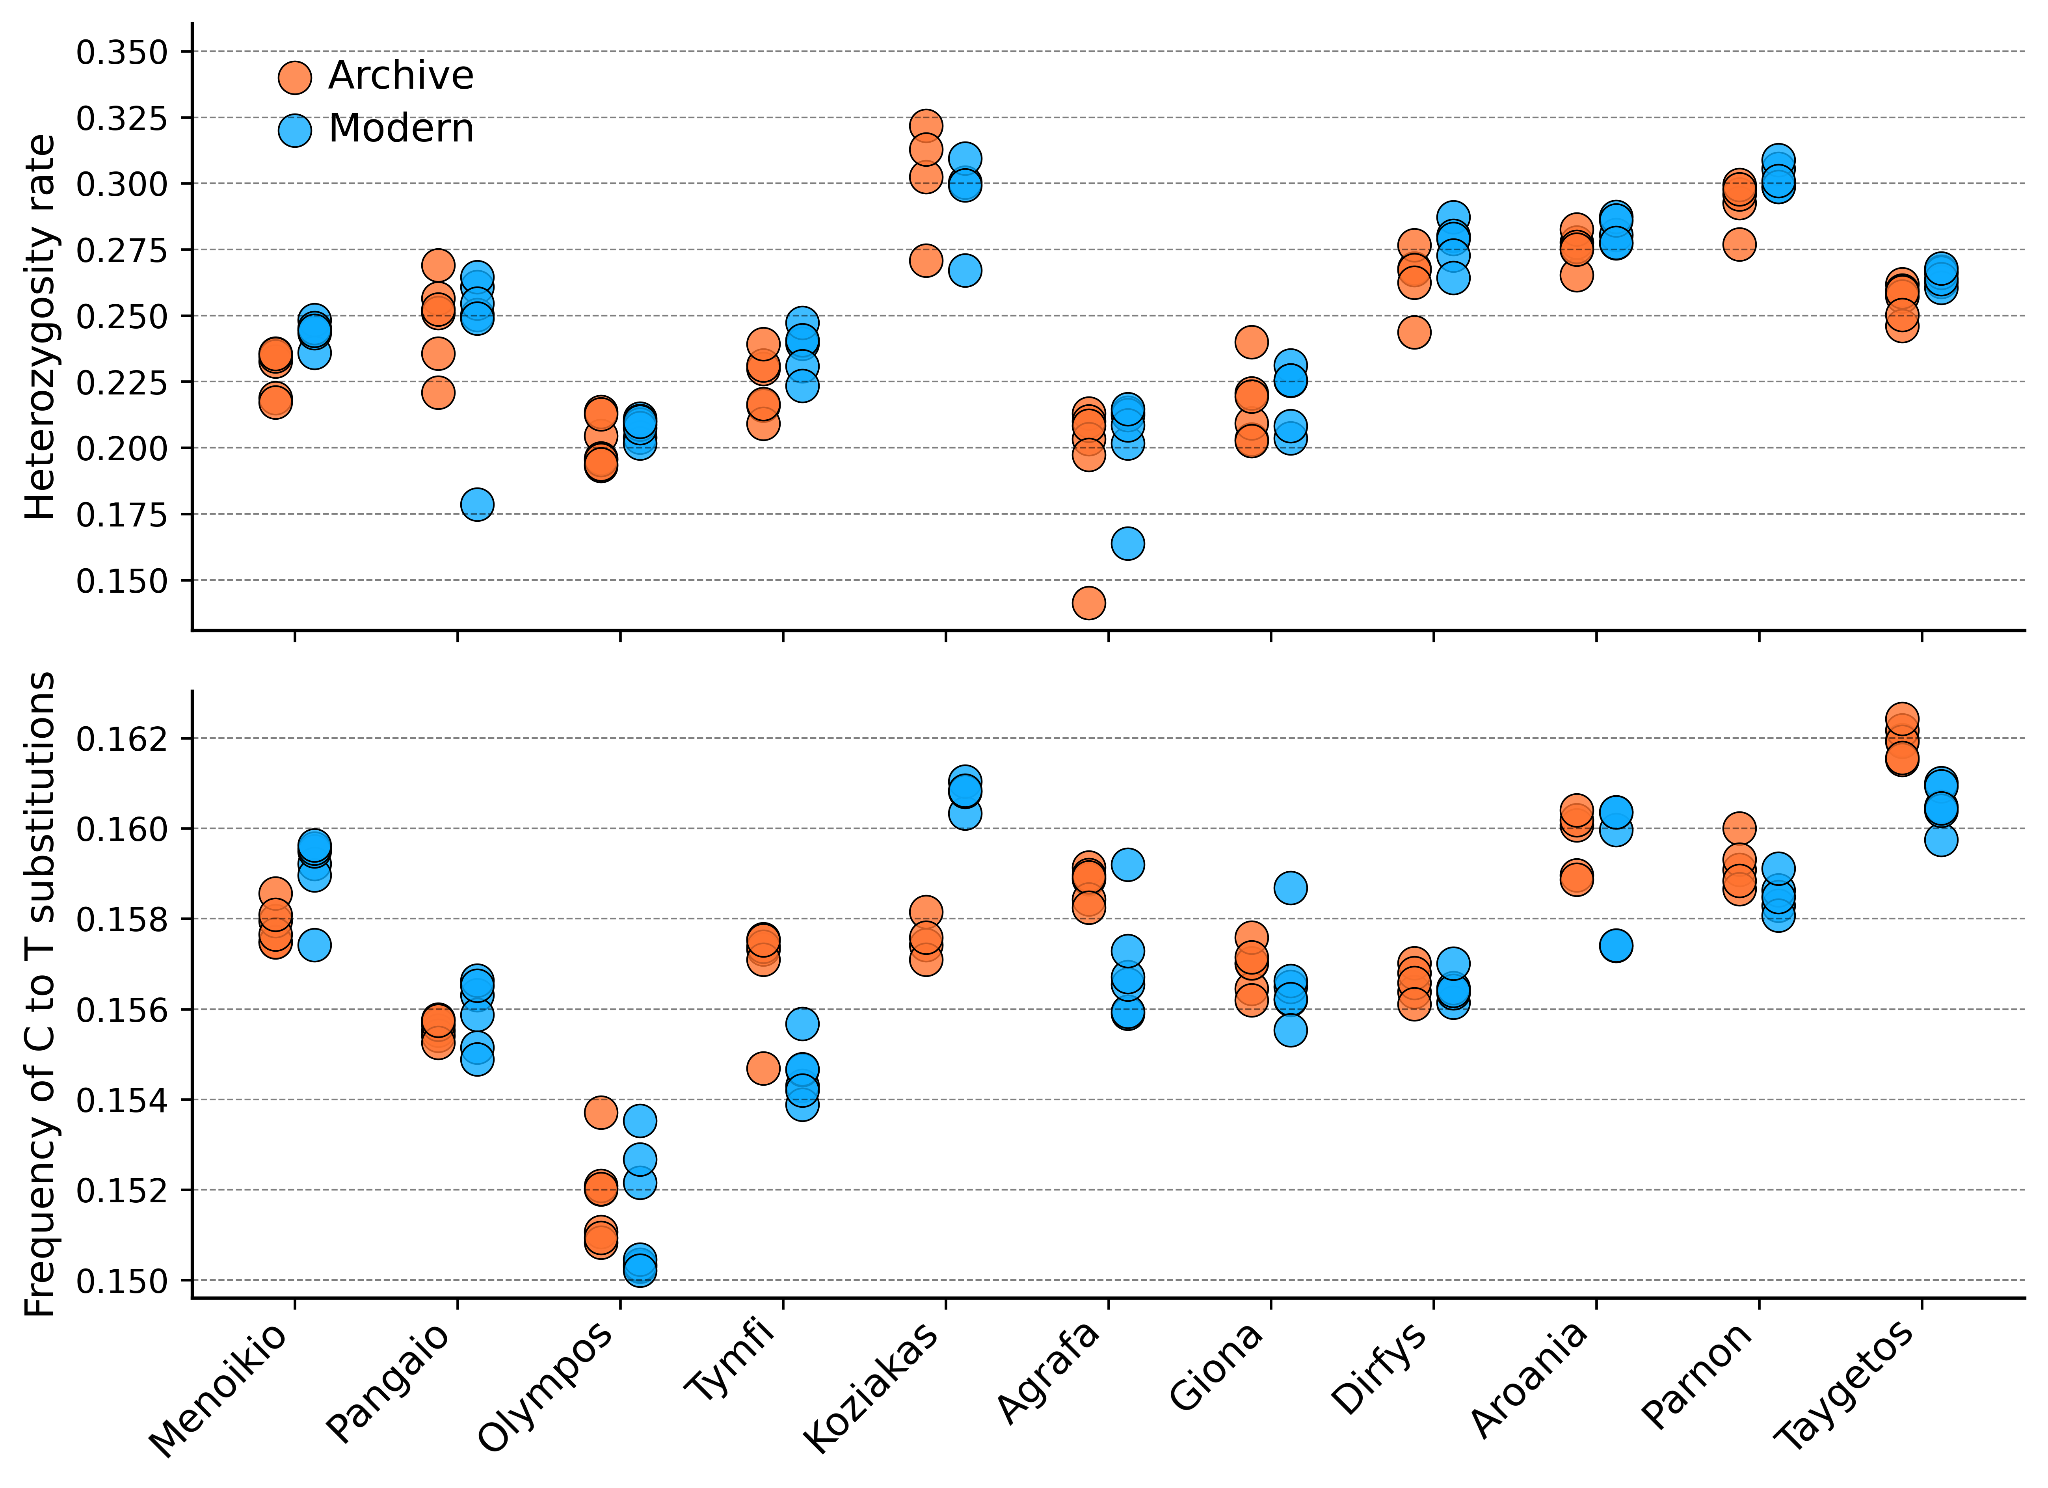 Heterozygosity rate
0.350
0.325
0.300
0.275
0.250
0.225
0.200
0.175
0.150
Archive
Modern
Frequency of C to T substitutions
0.162
0.160
0.158
0.156
0.154
0.152
0.150
Menoikio
Pangaio
Olympos
Tymfi
Koziakas
Agrafa
Giona
Dirfys
Aroania
Parnon
Taygetos